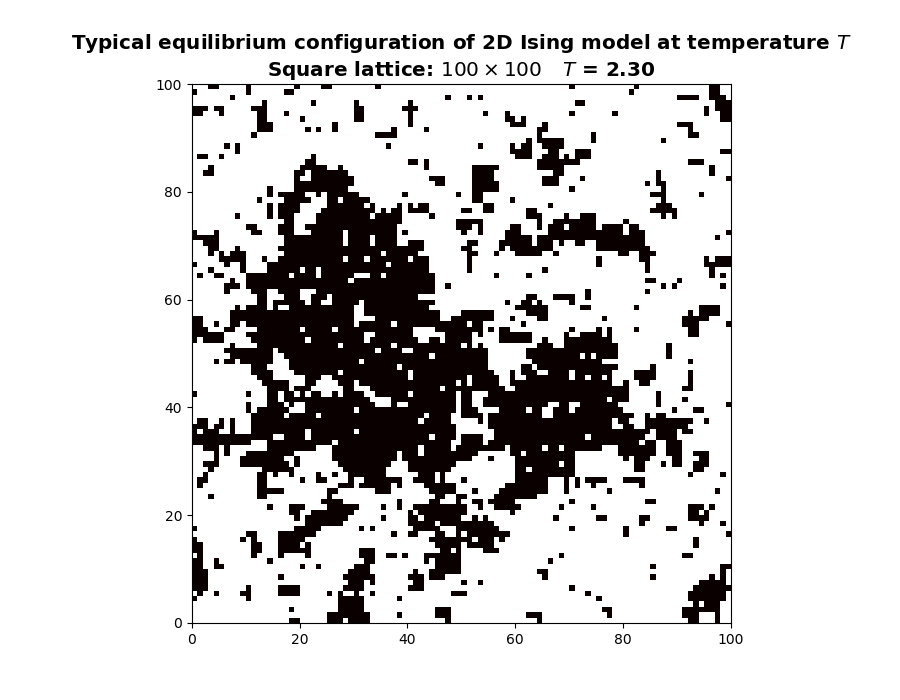 Typical equilibrium configuration of 2D Ising model at temperature T
Square lattice: 100 × 100 T = 2.30
100
80
60
40
20
0
0 20 40 60 80 100